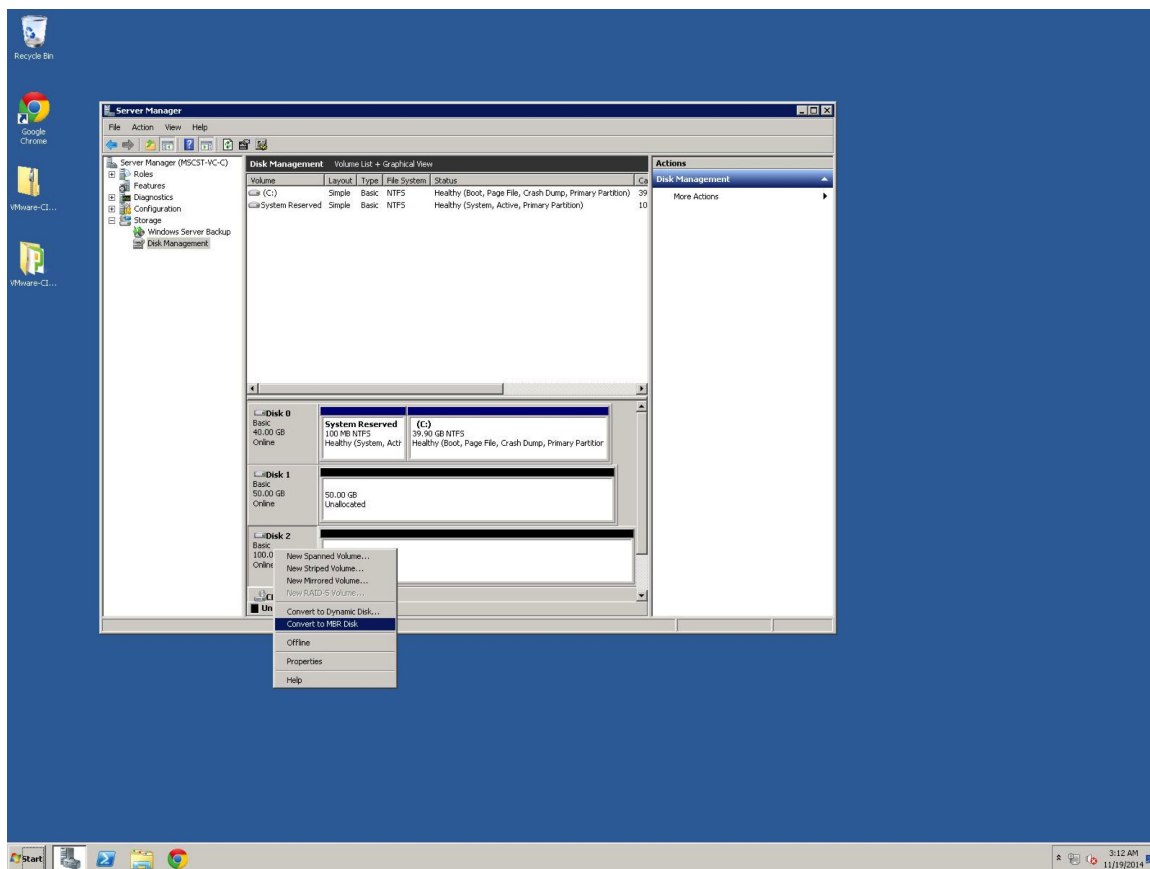 Recycle Bin
Google
Chrome
VMware-CI...
VMware-CI...
Server Manager
File Action View Help
Server Manager (MSCST-VC-C)
Roles
Features
Diagnostics
Configuration
Storage
Windows Server Backup
Disk Management
Disk Management Volume List + Graphical View
Volume Layout Type File System Status Ca
(C:) Simple Basic NTFS Healthy (Boot, Page File, Crash Dump, Primary Partition) 39
System Reserved Simple Basic NTFS Healthy (System, Active, Primary Partition) 10
Actions
Disk Management
More Actions
Disk 0
Basic
40.00 GB
Online
System Reserved
100 MB NTFS
Healthy (System, Acti
(C:)
39.90 GB NTFS
Healthy (Boot, Page File, Crash Dump, Primary Partitior
Disk 1
Basic
50.00 GB
Online
50.00 GB
Unallocated
Disk 2
Basic
100.0
Online
Un
New Spanned Volume...
New Striped Volume...
New Mirrored Volume...
New RAID-5 Volume...
Convert to Dynamic Disk...
Convert to MBR Disk
Offline
Properties
Help
Start
3:12 AM
11/19/2014